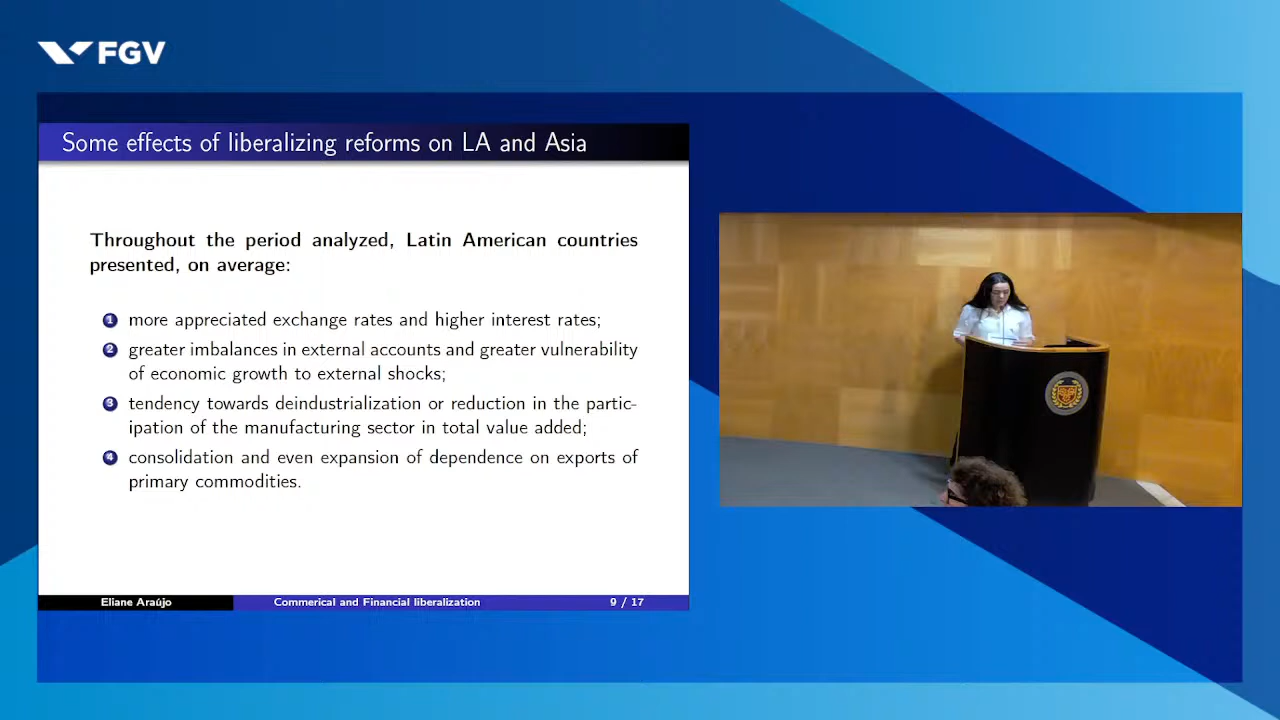 FGV
Some effects of liberalizing reforms on LA and Asia
Throughout the period analyzed, Latin American countries
presented, on average:
1 more appreciated exchange rates and higher interest rates;
2 greater imbalances in external accounts and greater vulnerability
of economic growth to external shocks;
3 tendency towards deindustrialization or reduction in the partic-
ipation of the manufacturing sector in total value added;
4 consolidation and even expansion of dependence on exports of
primary commodities.
Eliane Araújo Commerical and Financial liberalization 9 / 17